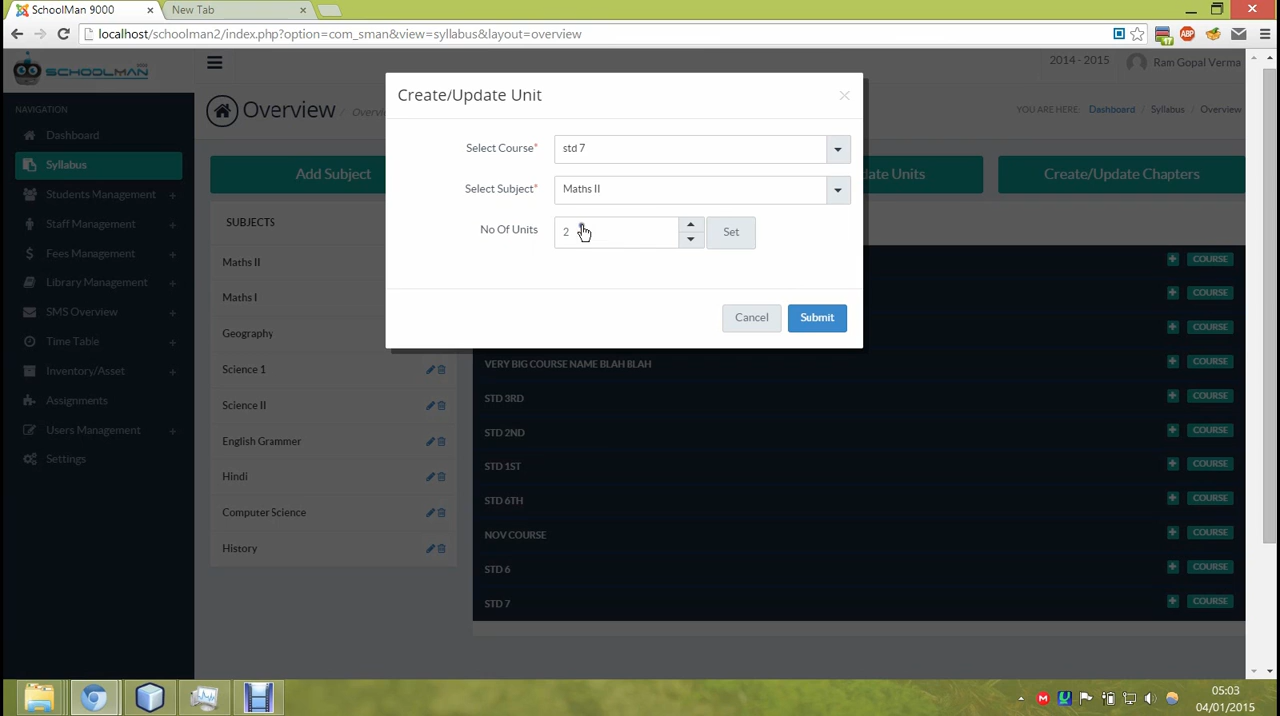 SchoolMan 9000
New Tab
localhost/schoolman2/index.php?option=com_sman&view=syllabus&layout=overview
17
ABP
SCHOOLMAN
2014 - 2015
Ram Gopal Verma
NAVIGATION
Dashboard
Syllabus
Students Management
Staff Management
Fees Management
Library Management
SMS Overview
Time Table
Inventory/Asset
Assignments
Users Management
Settings
Overview
YOU ARE HERE: Dashboard / Syllabus / Overview
Add Subject
Create/Update Chapters
SUBJECTS
Maths II
Maths I
Geography
Science 1
Science II
English Grammer
Hindi
Computer Science
History
Create/Update Unit
Select Course*
std 7
Select Subject*
Maths II
No Of Units
2
Set
Cancel
Submit
COURSE
COURSE
COURSE
VERY BIG COURSE NAME BLAH BLAH
COURSE
STD 3RD
COURSE
STD 2ND
COURSE
STD 1ST
COURSE
STD 6TH
COURSE
NOV COURSE
COURSE
STD 6
COURSE
STD 7
COURSE
05:03
04/01/2015